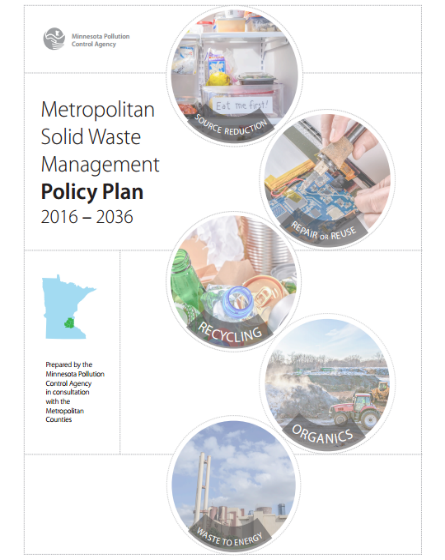 Minnesota Pollution
Control Agency
Metropolitan
Solid Waste
Management
Policy Plan
2016 – 2036
Eat me first!
SOURCE REDUCTION
REPAIR OR REUSE
RECYCLING
ORGANICS
WASTE TO ENERGY
Prepared by the
Minnesota Pollution
Control Agency
in consultation
with the
Metropolitan
Counties